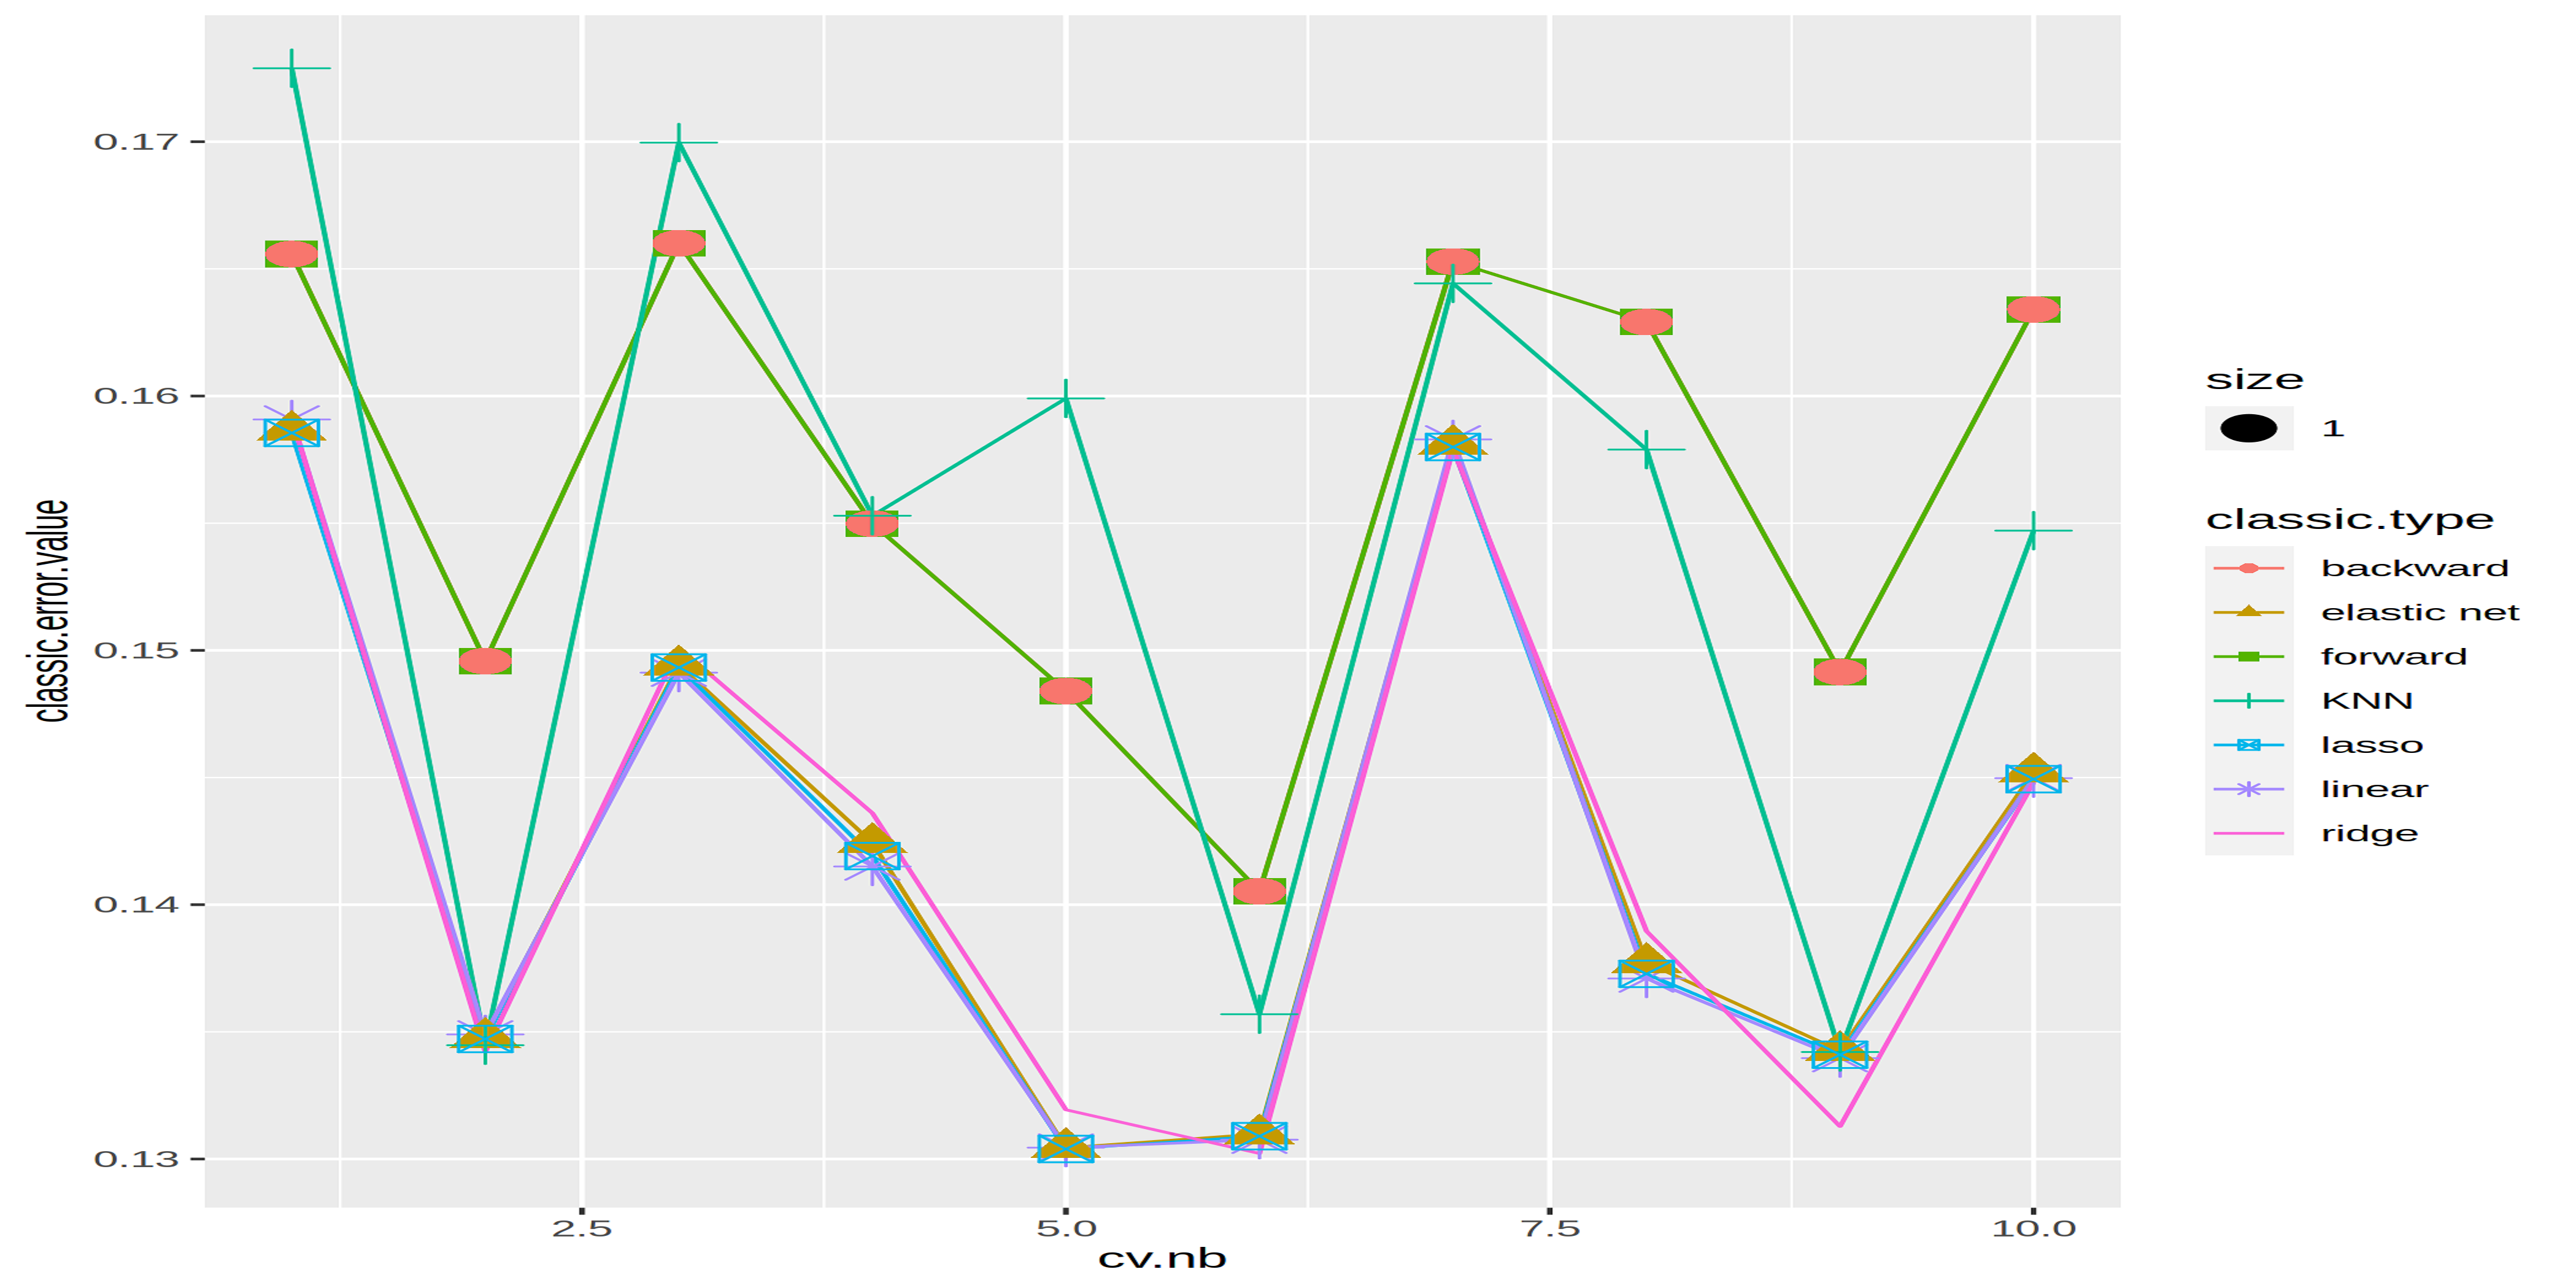 classic.error.value
0.17
0.16
0.15
0.14
0.13
2.5 5.0 7.5 10.0
cv.nb
size
1
classic.type
backward
elastic net
forward
KNN
lasso
linear
ridge